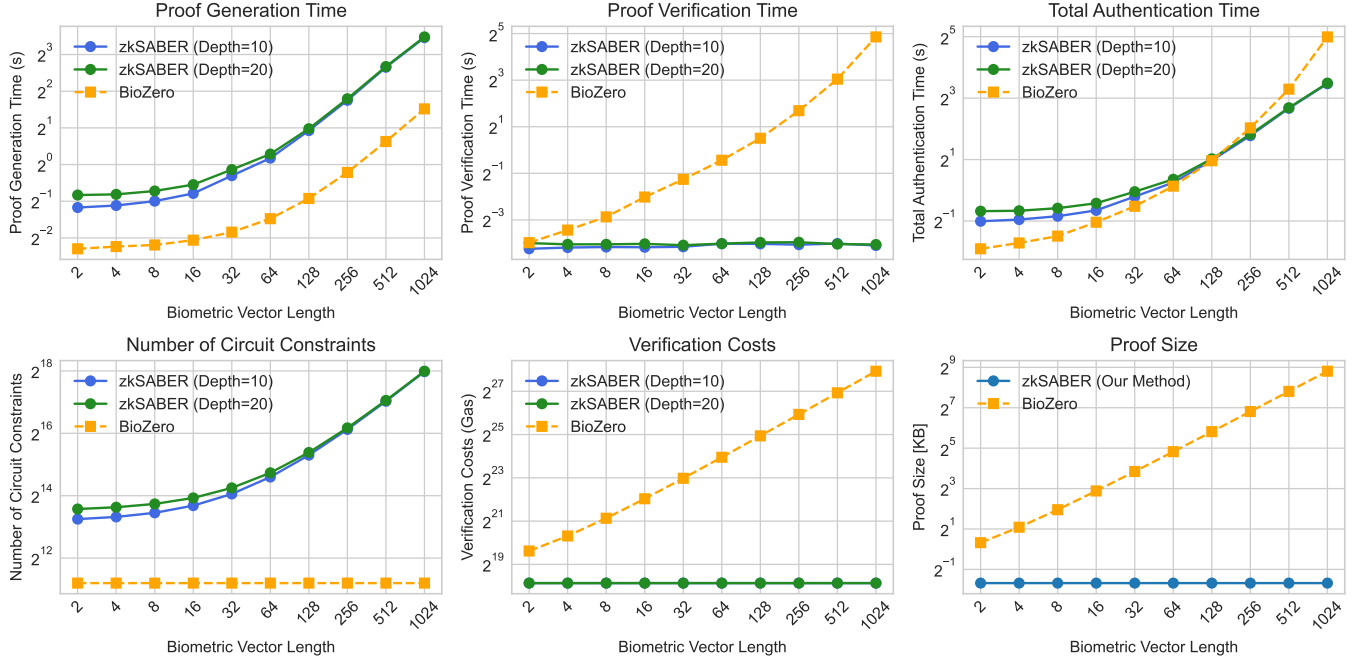 Proof Generation Time
Proof Generation Time (s)
2^3
2^2
2^1
2^0
2^−1
2^−2
zkSABER (Depth=10)
zkSABER (Depth=20)
BioZero
2 4 8 16 32 64 128 256 512 1024
Biometric Vector Length
Proof Verification Time
Proof Verification Time (s)
2^5
2^3
2^1
2^−1
2^−3
zkSABER (Depth=10)
zkSABER (Depth=20)
BioZero
2 4 8 16 32 64 128 256 512 1024
Biometric Vector Length
Total Authentication Time
Total Authentication Time (s)
2^5
2^3
2^1
2^−1
zkSABER (Depth=10)
zkSABER (Depth=20)
BioZero
2 4 8 16 32 64 128 256 512 1024
Biometric Vector Length
Number of Circuit Constraints
Number of Circuit Constraints
2^18
2^16
2^14
2^12
zkSABER (Depth=10)
zkSABER (Depth=20)
BioZero
2 4 8 16 32 64 128 256 512 1024
Biometric Vector Length
Verification Costs
Verification Costs (Gas)
2^27
2^25
2^23
2^21
2^19
zkSABER (Depth=10)
zkSABER (Depth=20)
BioZero
2 4 8 16 32 64 128 256 512 1024
Biometric Vector Length
Proof Size
Proof Size [KB]
2^9
2^7
2^5
2^3
2^1
2^−1
zkSABER (Our Method)
BioZero
2 4 8 16 32 64 128 256 512 1024
Biometric Vector Length